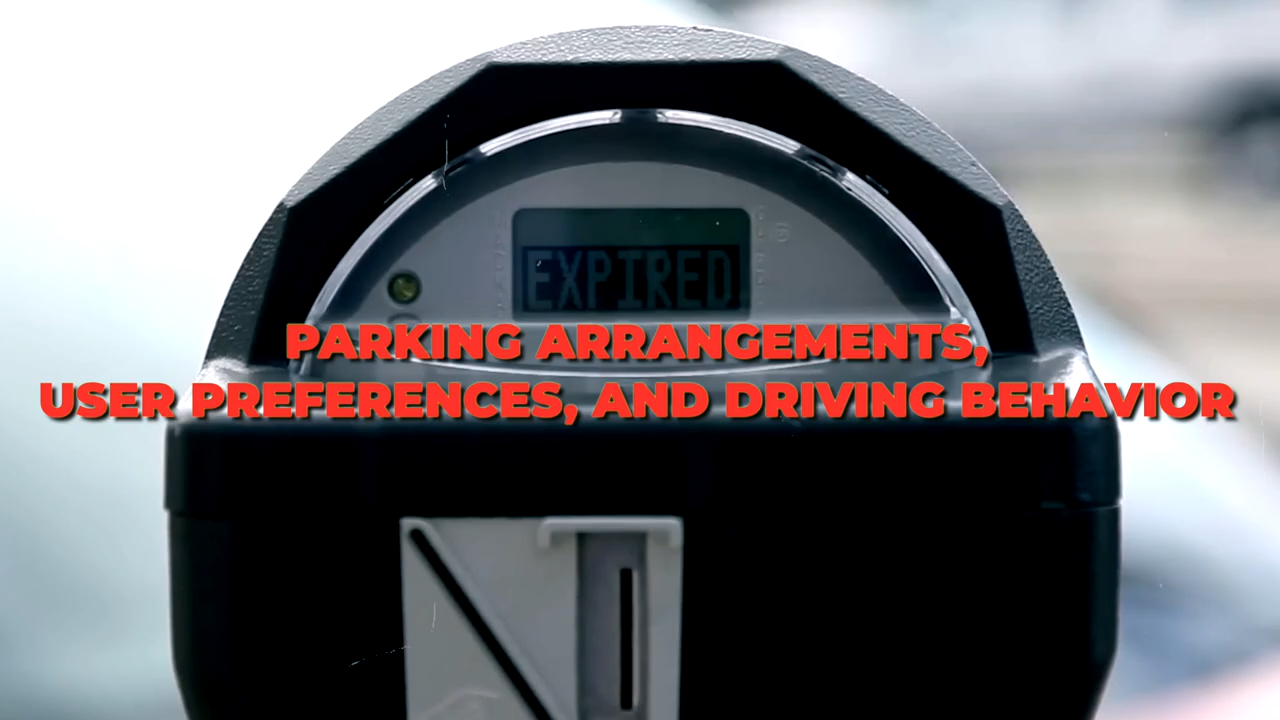 EXPIRED
PARKING ARRANGEMENTS,
USER PREFERENCES, AND DRIVING BEHAVIOR